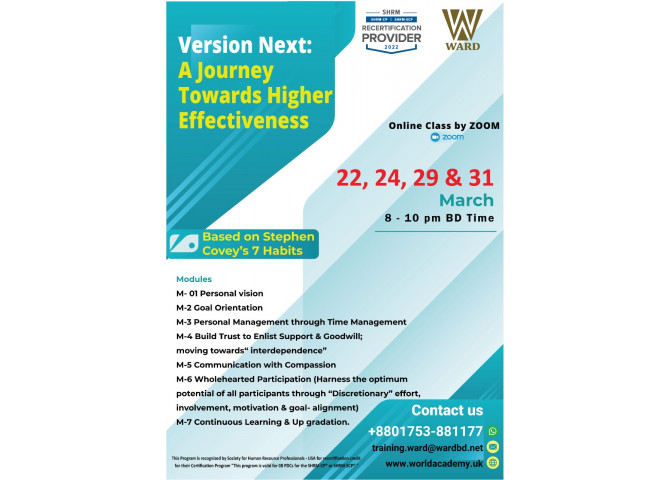 SHRM
SHRM-CP | SHRM-SCP
RECERTIFICATION
PROVIDER
2022
WARD
Version Next:
A Journey
Towards Higher
Effectiveness
Online Class by ZOOM
zoom
22, 24, 29 & 31
March
8 - 10 pm BD Time
Based on Stephen
Covey's 7 Habits
Modules
M- 01 Personal vision
M-2 Goal Orientation
M-3 Personal Management through Time Management
M-4 Build Trust to Enlist Support & Goodwill;
moving towards“ interdependence”
M-5 Communication with Compassion
M-6 Wholehearted Participation (Harness the optimum
potential of all participants through “Discretionary” effort,
involvement, motivation & goal- alignment)
M-7 Continuous Learning & Up gradation.
Contact us
+8801753-881177
training.ward@wardbd.net
www.worldacademy.uk
This Program is recognized by Society for Human Resource Professionals - USA for recertification credit
for their Certification Program "This program is valid for 08 PDCs for the SHRM-CP® or SHRM-SCP®."